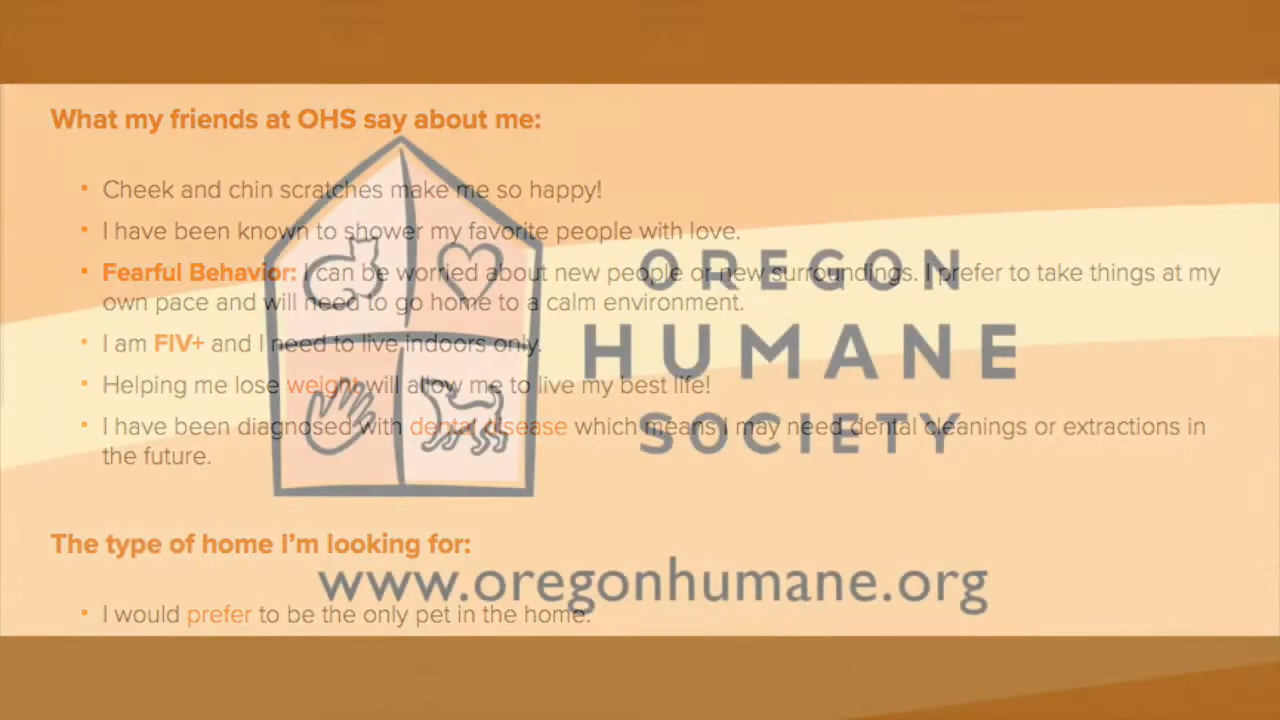 What my friends at OHS say about me:
• Cheek and chin scratches make me so happy!
• I have been known to shower my favorite people with love.
• Fearful Behavior: I can be worried about new people or new surroundings. I prefer to take things at my
own pace and will need to go home to a calm environment.
• I am FIV+ and I need to live indoors only.
• Helping me lose weight will allow me to live my best life!
• I have been diagnosed with dental disease which means I may need dental cleanings or extractions in
the future.
The type of home I'm looking for:
• I would prefer to be the only pet in the home.
OREGON
HUMANE
SOCIETY
www.oregonhumane.org